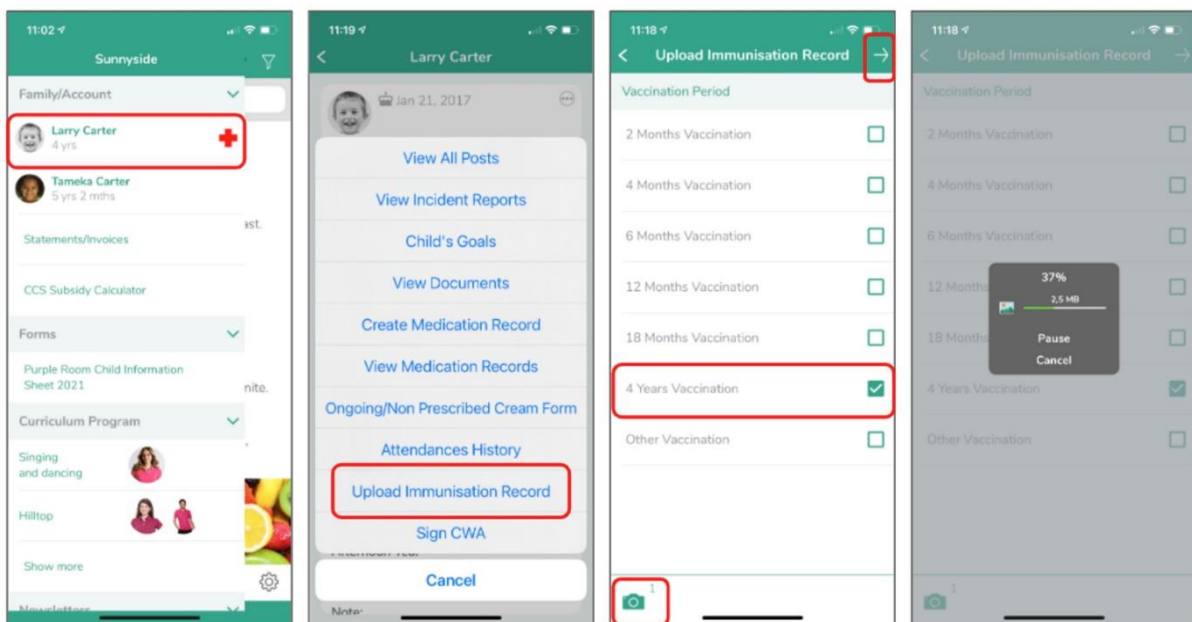 11:02
Sunnyside
Family/Account
Larry Carter
4 yrs
Tameka Carter
5 yrs 2 mths
ast.
Statements/Invoices
CCS Subsidy Calculator
Forms
Purple Room Child Information
Sheet 2021
nite.
Curriculum Program
Singing
and dancing
Hilltop
Show more
Newsletters
11:19
Larry Carter
Jan 21, 2017
View All Posts
View Incident Reports
Child's Goals
View Documents
Create Medication Record
View Medication Records
Ongoing/Non Prescribed Cream Form
Attendances History
Upload Immunisation Record
Sign CWA
Afternoon Tea:
Cancel
Note:
11:18
Upload Immunisation Record
Vaccination Period
2 Months Vaccination
4 Months Vaccination
6 Months Vaccination
12 Months Vaccination
18 Months Vaccination
4 Years Vaccination
Other Vaccination
1
11:18
Upload Immunisation Record
Vaccination Period
2 Months Vaccination
4 Months Vaccination
6 Months Vaccination
37%
12 Months
2,5 MB
18 Months
Pause
Cancel
4 Years Vaccination
Other Vaccination
1